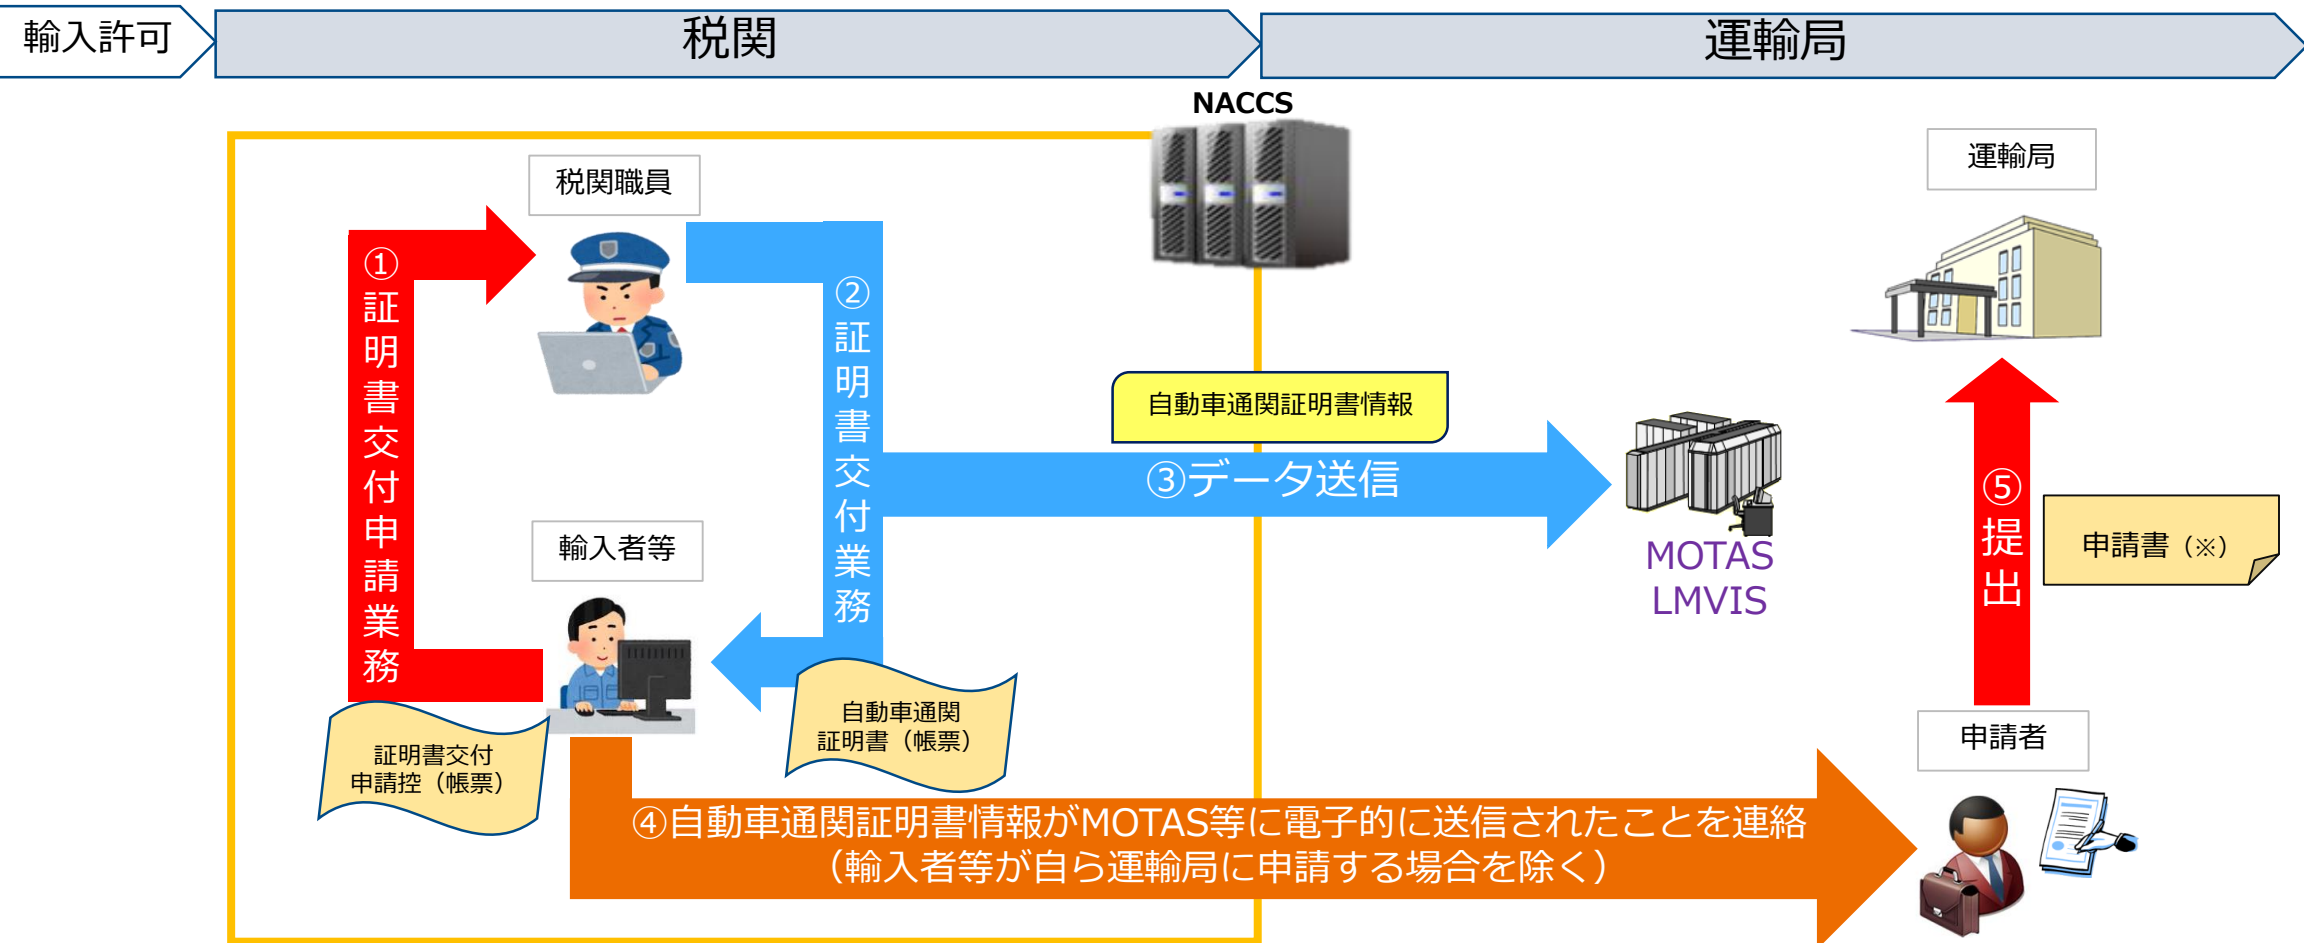 輸入許可
税関
運輸局
NACCS
税関職員
運輸局
①証明書交付申請業務
②証明書交付業務
自動車通関証明書情報
③データ送信
MOTAS
LMVIS
⑤提出
申請書（※）
輸入者等
自動車通関
証明書（帳票）
証明書交付
申請控（帳票）
申請者
④自動車通関証明書情報がMOTAS等に電子的に送信されたことを連絡
（輸入者等が自ら運輸局に申請する場合を除く）